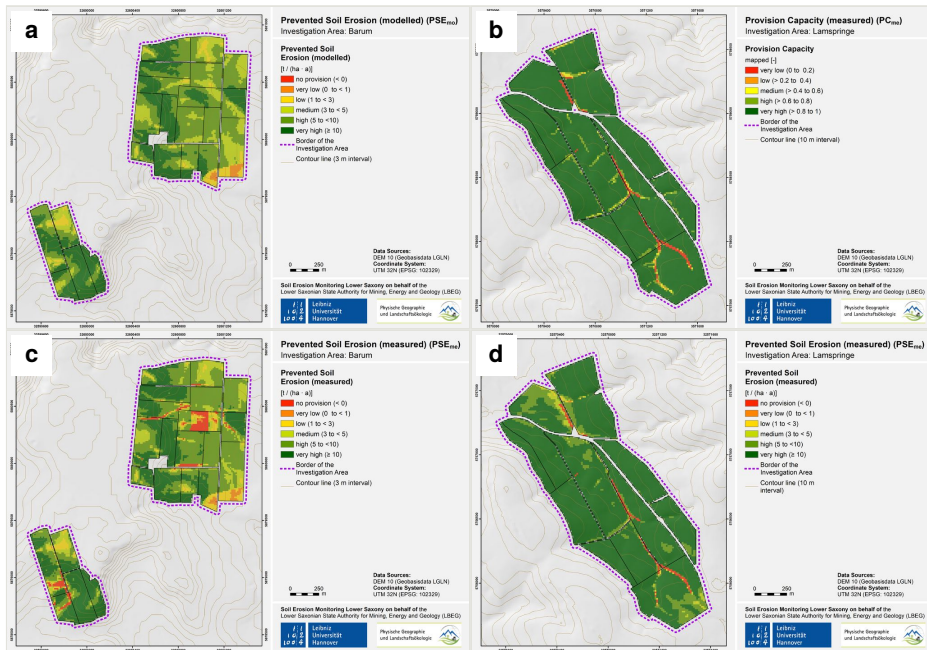 a
Prevented Soil Erosion (modelled) (PSEmo)
Investigation Area: Barum
Prevented Soil
Erosion (modelled)
[t / (ha · a)]
no provision (< 0)
very low (0 to < 1)
low (1 to < 3)
medium (3 to < 5)
high (5 to <10)
very high (≥ 10)
Border of the
Investigation Area
Contour line (3 m interval)
0 250
m
Data Sources:
DEM 10 (Geobasisdata LGLN)
Coordinate System:
UTM 32N (EPSG: 102329)
Soil Erosion Monitoring Lower Saxony on behalf of the
Lower Saxonian State Authority for Mining, Energy and Geology (LBEG)
Leibniz
Universität
Hannover
Physische Geographie
und Landschaftsökologie
b
Provision Capacity (measured) (PCme)
Investigation Area: Lamspringe
Provision Capacity
mapped [-]
very low (0 to 0.2)
low (> 0.2 to 0.4)
medium (> 0.4 to 0.6)
high (> 0.6 to 0.8)
very high (> 0.8 to 1)
Border of the
Investigation Area
Contour line (10 m interval)
0 250
m
Data Sources:
DEM 10 (Geobasisdata LGLN)
Coordinate System:
UTM 32N (EPSG: 102329)
Soil Erosion Monitoring Lower Saxony on behalf of the
Lower Saxonian State Authority for Mining, Energy and Geology (LBEG)
Leibniz
Universität
Hannover
Physische Geographie
und Landschaftsökologie
c
Prevented Soil Erosion (measured) (PSEme)
Investigation Area: Barum
Prevented Soil
Erosion (measured)
[t / (ha · a)]
no provision (< 0)
very low (0 to < 1)
low (1 to < 3)
medium (3 to < 5)
high (5 to <10)
very high (≥ 10)
Border of the
Investigation Area
Contour line (3 m interval)
0 250
m
Data Sources:
DEM 10 (Geobasisdata LGLN)
Coordinate System:
UTM 32N (EPSG: 102329)
Soil Erosion Monitoring Lower Saxony on behalf of the
Lower Saxonian State Authority for Mining, Energy and Geology (LBEG)
Leibniz
Universität
Hannover
Physische Geographie
und Landschaftsökologie
d
Prevented Soil Erosion (measured) (PSEme)
Investigation Area: Lamspringe
Prevented Soil
Erosion (measured)
[t / (ha · a)]
no provision (< 0)
very low (0 to < 1)
low (1 to < 3)
medium (3 to < 5)
high (5 to <10)
very high (≥ 10)
Border of the
Investigation Area
Contour line (10 m
interval)
0 250
m
Data Sources:
DEM 10 (Geobasisdata LGLN)
Coordinate System:
UTM 32N (EPSG: 102329)
Soil Erosion Monitoring Lower Saxony on behalf of the
Lower Saxonian State Authority for Mining, Energy and Geology (LBEG)
Leibniz
Universität
Hannover
Physische Geographie
und Landschaftsökologie